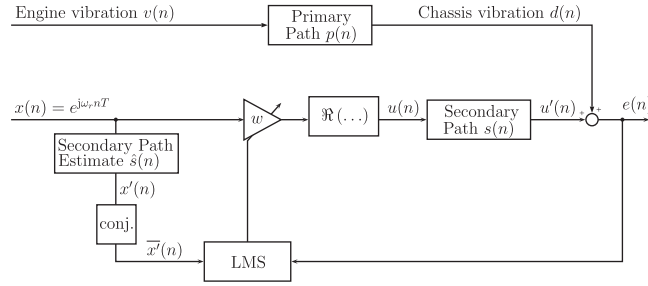 Engine vibration v(n)
Primary
Path p(n)
Chassis vibration d(n)
x(n) = e^{jω_r nT}
w
ℜ(...)
u(n)
Secondary
Path s(n)
u′(n)
+
+
e(n
Secondary Path
Estimate ŝ(n)
x′(n)
conj.
x̅′(n)
LMS